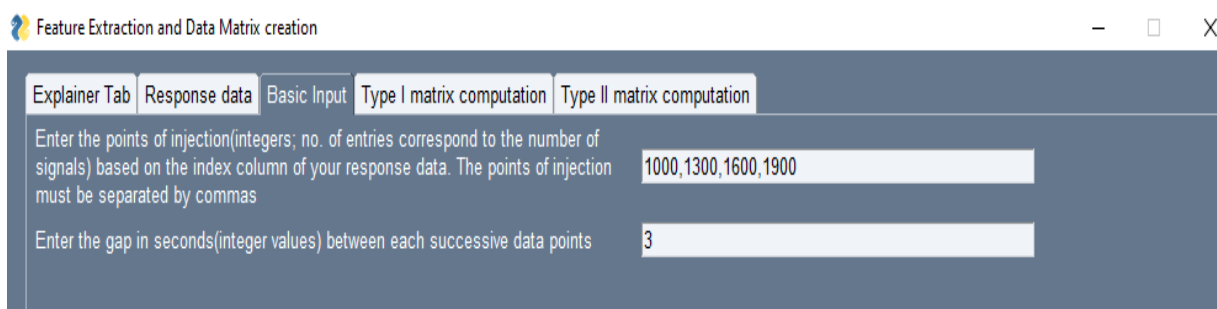 Feature Extraction and Data Matrix creation
Explainer Tab Response data Basic Input Type I matrix computation Type II matrix computation
Enter the points of injection(integers; no. of entries correspond to the number of
signals) based on the index column of your response data. The points of injection
must be separated by commas
1000,1300,1600,1900
Enter the gap in seconds(integer values) between each successive data points
3